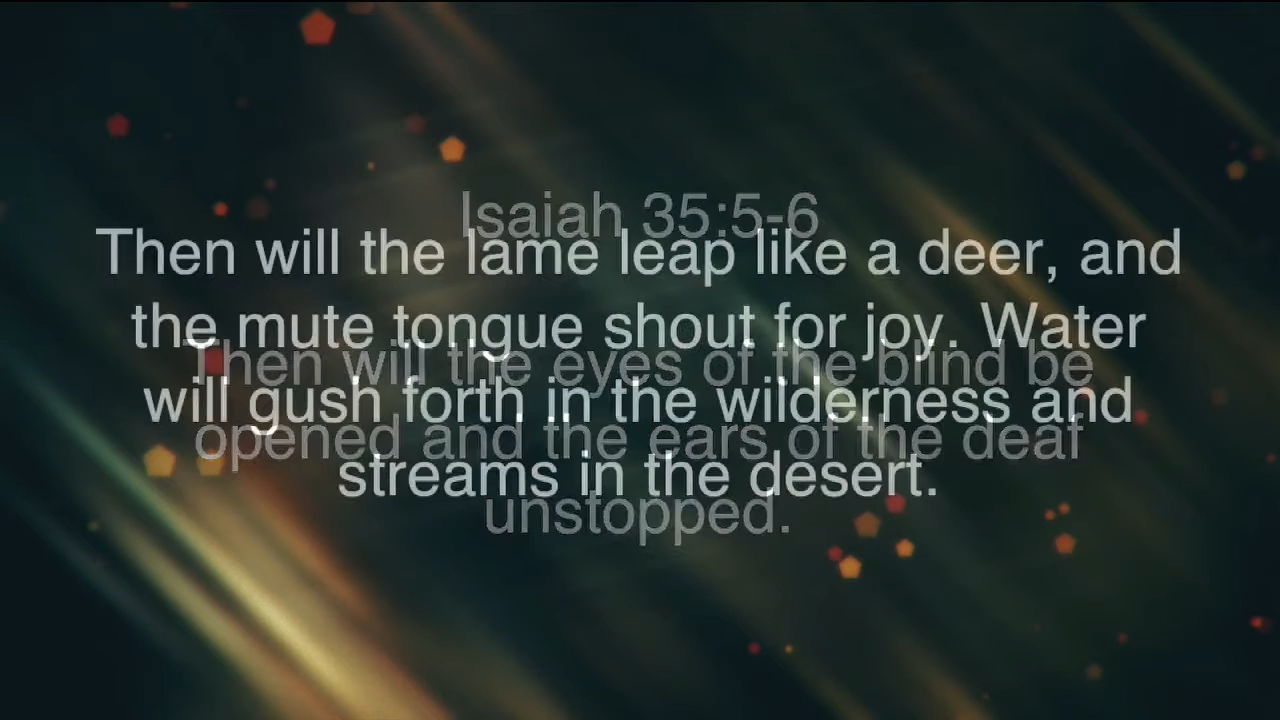 Isaiah 35:5-6
Then will the eyes of the blind be
opened and the ears of the deaf
unstopped.
Then will the lame leap like a deer, and
the mute tongue shout for joy. Water
will gush forth in the wilderness and
streams in the desert.